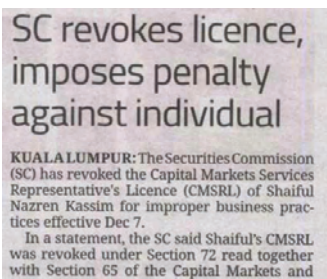 SC revokes licence,
imposes penalty
against individual
KUALA LUMPUR: The Securities Commission
(SC) has revoked the Capital Markets Services
Representative's Licence (CMSRL) of Shaiful
Nazren Kassim for improper business prac-
tices effective Dec 7.
In a statement, the SC said Shaiful's CMSRL
was revoked under Section 72 read together
with Section 65 of the Capital Markets and